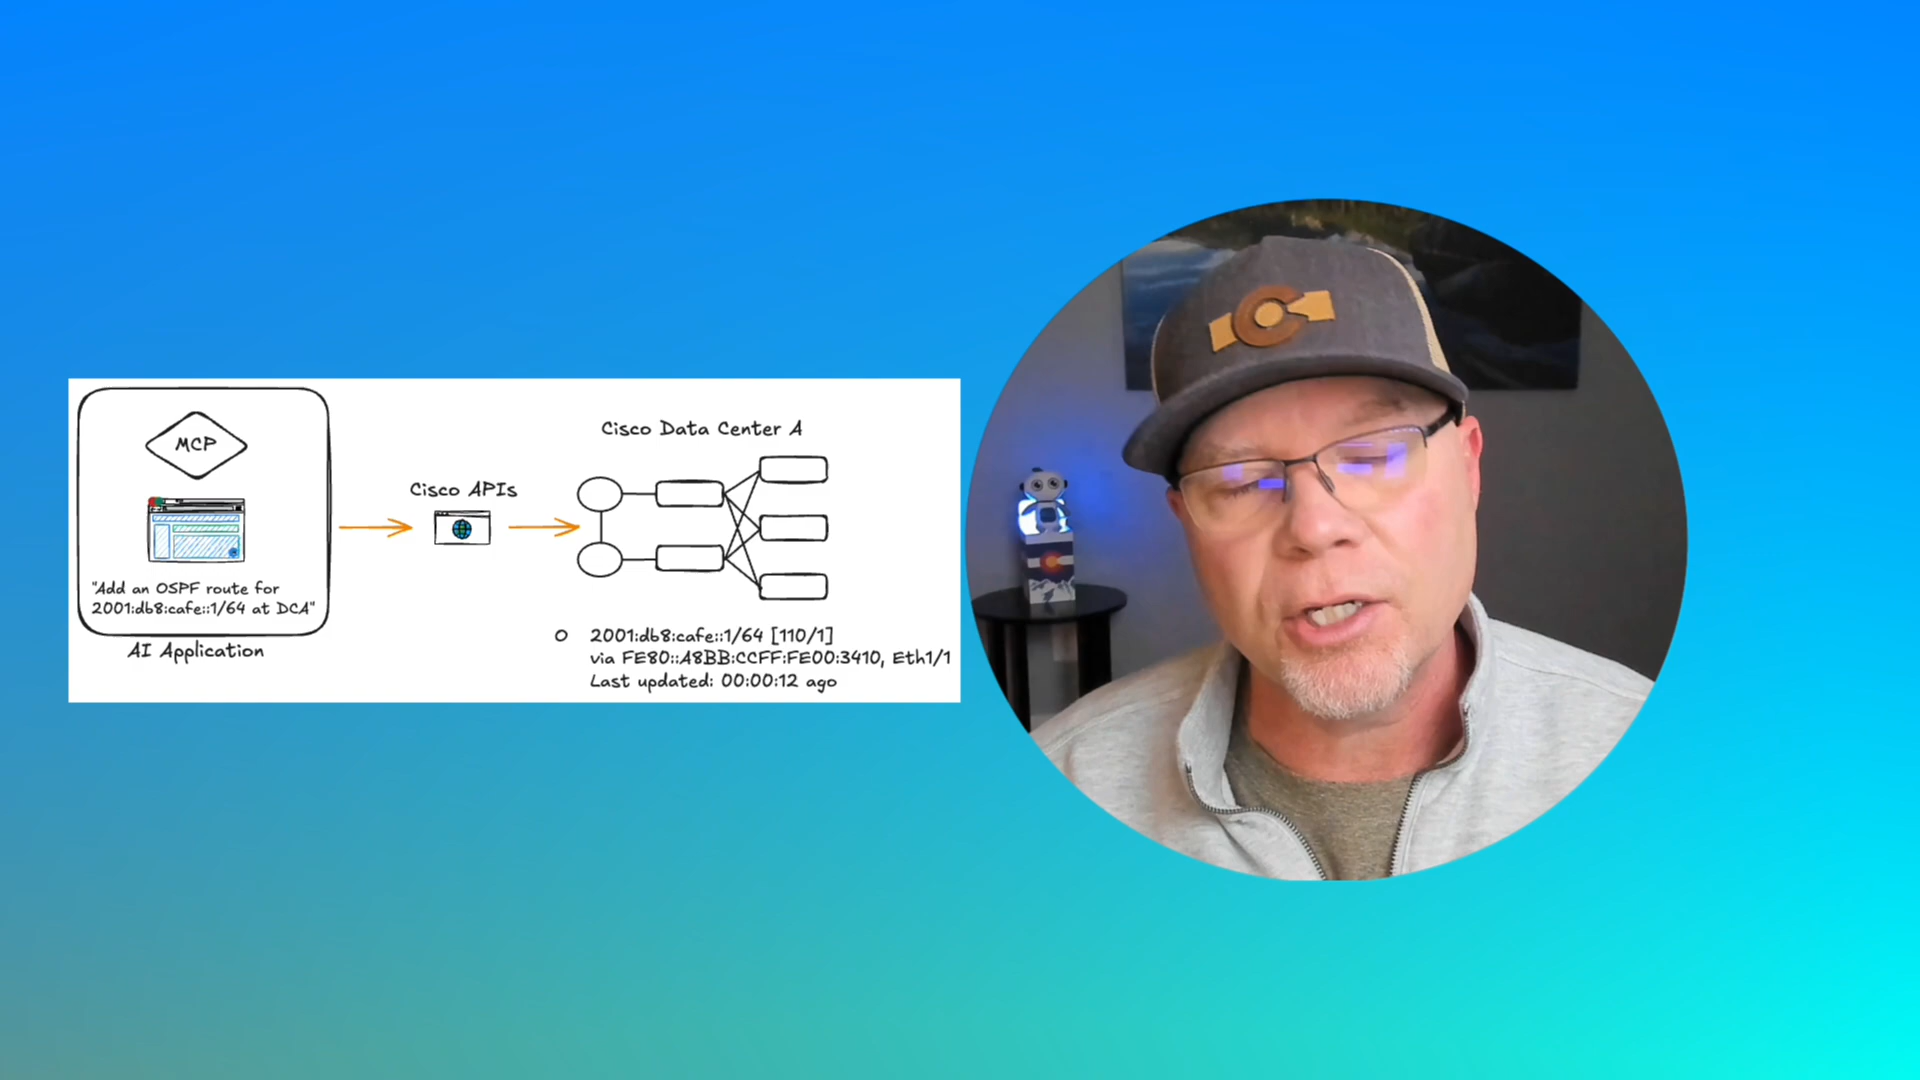 MCP
"Add an OSPF route for
2001:db8:cafe::1/64 at DCA"
AI Application
Cisco APIs
Cisco Data Center A
O 2001:db8:cafe::1/64 [110/1]
via FE80::A8BB:CCFF:FE00:3410, Eth1/1
Last updated: 00:00:12 ago